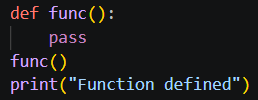 def func():
    pass
func()
print("Function defined")